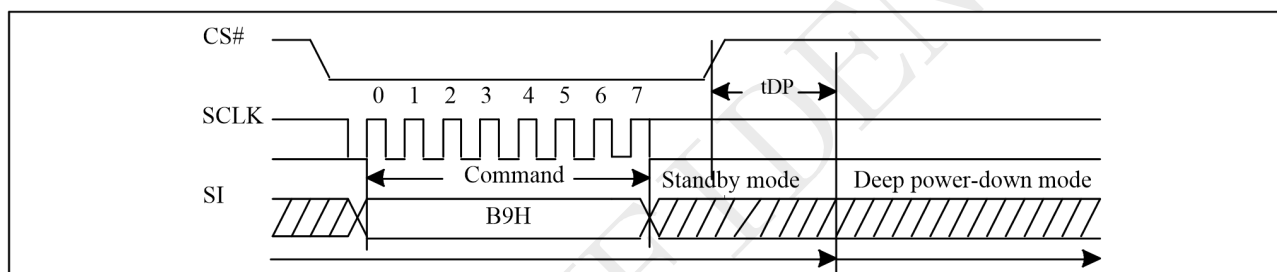 CS#
tDP
0 1 2 3 4 5 6 7
SCLK
Command
Standby mode
Deep power-down mode
SI
B9H